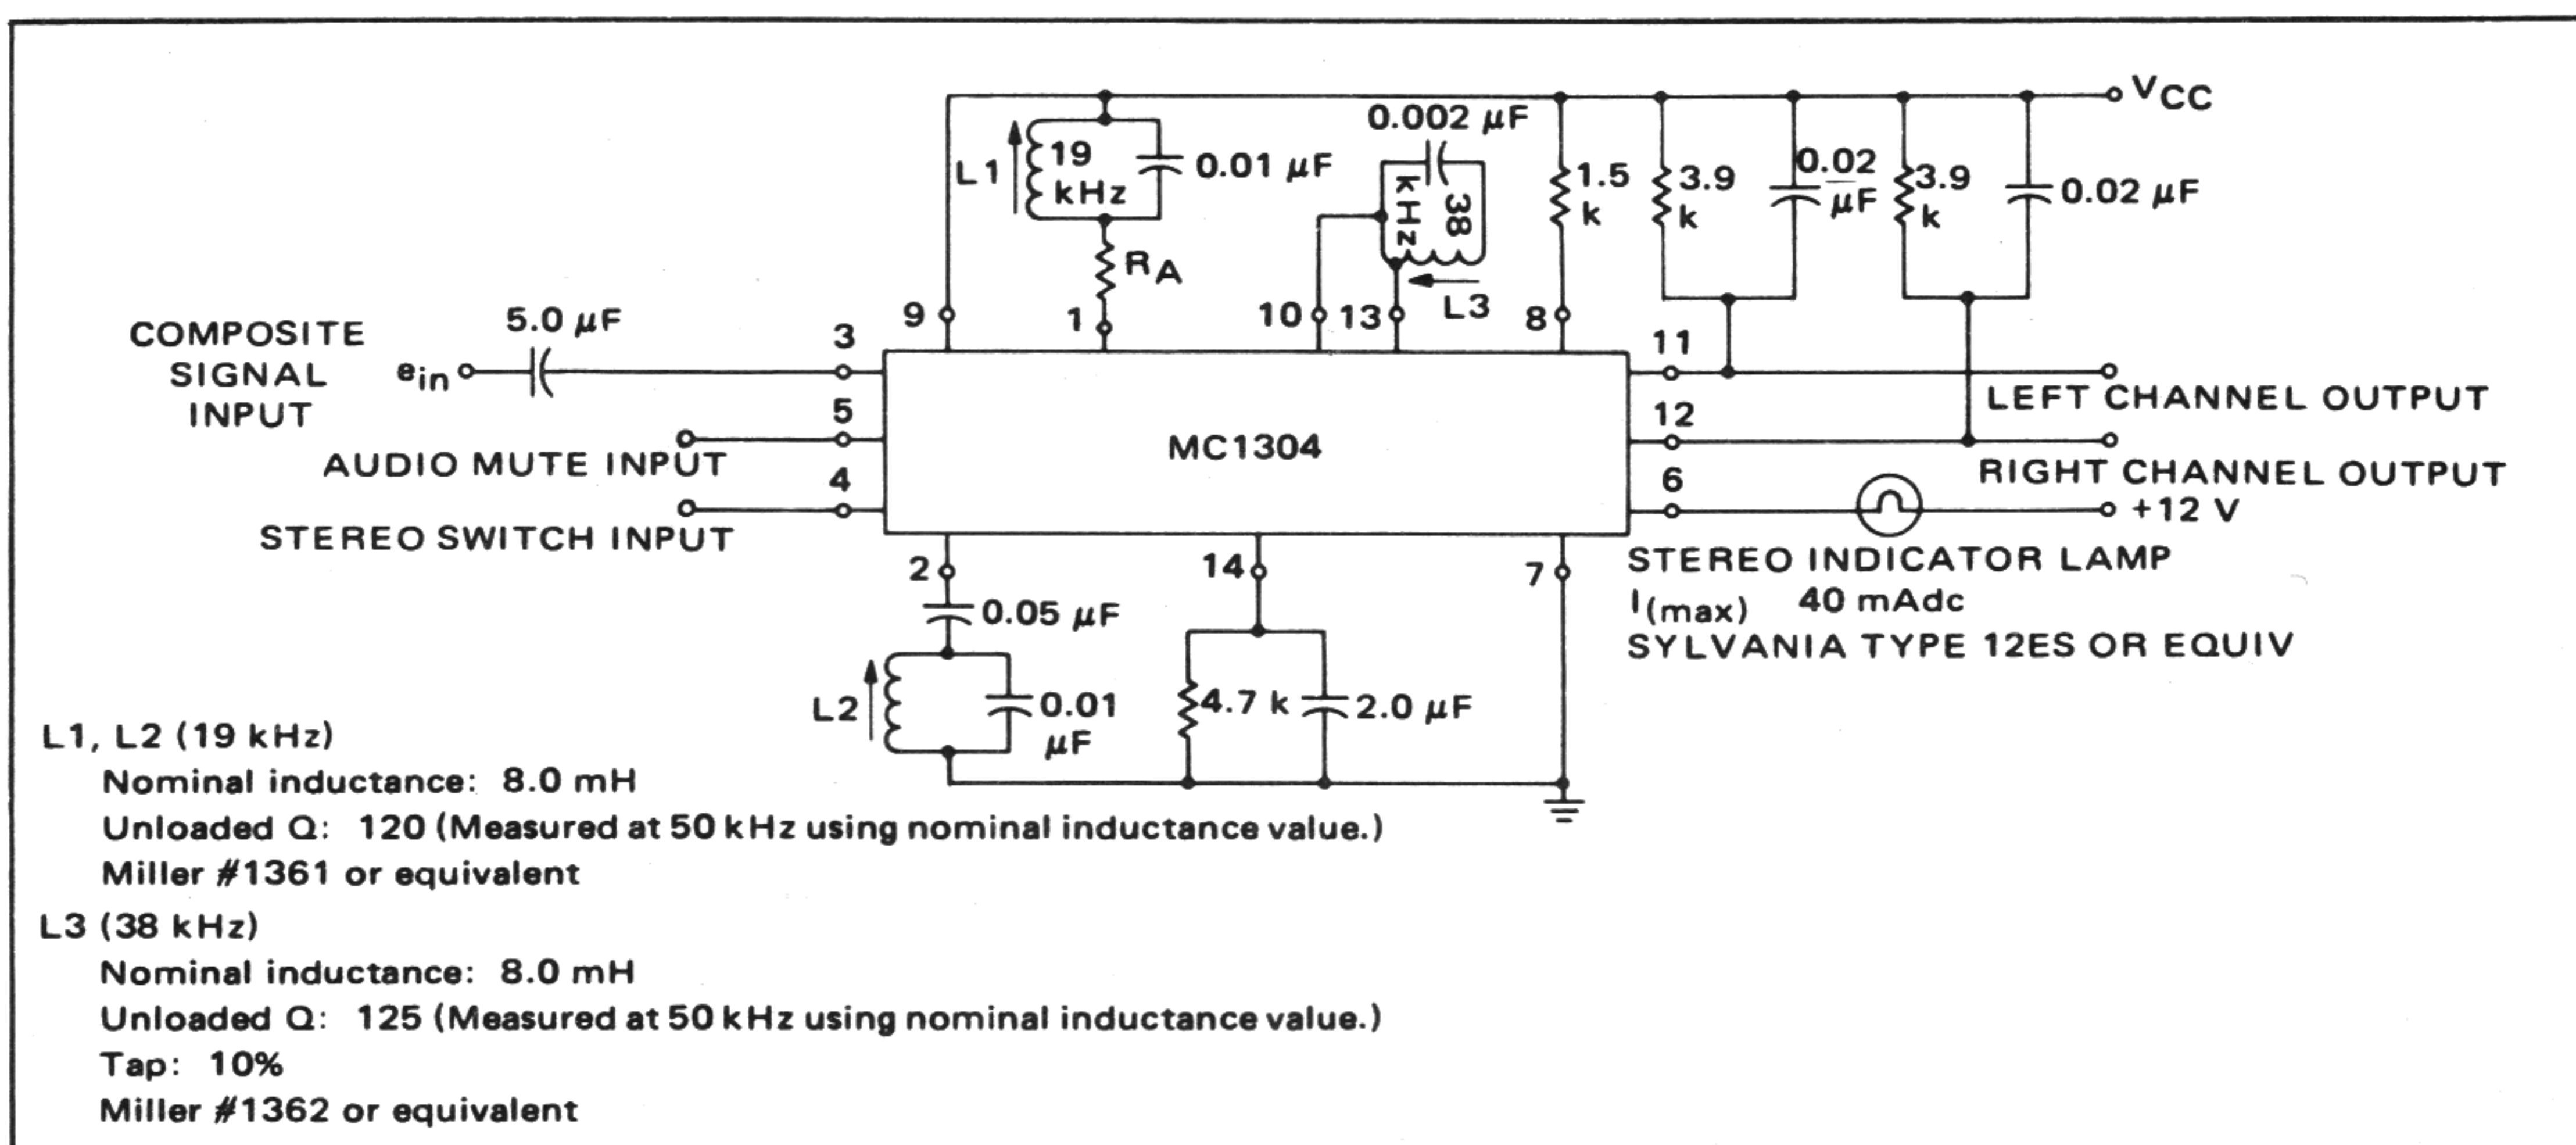 VCC
0.002 μF
L1
19
kHz
0.01 μF
38
kHz
1.5
k
3.9
k
0.02
μF
3.9
k
0.02 μF
RA
L3
9
1
10
13
8
COMPOSITE
SIGNAL
INPUT
ein
5.0 μF
3
5
AUDIO MUTE INPUT
4
STEREO SWITCH INPUT
MC1304
11
LEFT CHANNEL OUTPUT
12
RIGHT CHANNEL OUTPUT
6
+12 V
STEREO INDICATOR LAMP
I(max) 40 mAdc
SYLVANIA TYPE 12ES OR EQUIV
2
14
7
0.05 μF
L2
0.01
μF
4.7 k
2.0 μF
L1, L2 (19 kHz)
Nominal inductance: 8.0 mH
Unloaded Q: 120 (Measured at 50 kHz using nominal inductance value.)
Miller #1361 or equivalent
L3 (38 kHz)
Nominal inductance: 8.0 mH
Unloaded Q: 125 (Measured at 50 kHz using nominal inductance value.)
Tap: 10%
Miller #1362 or equivalent